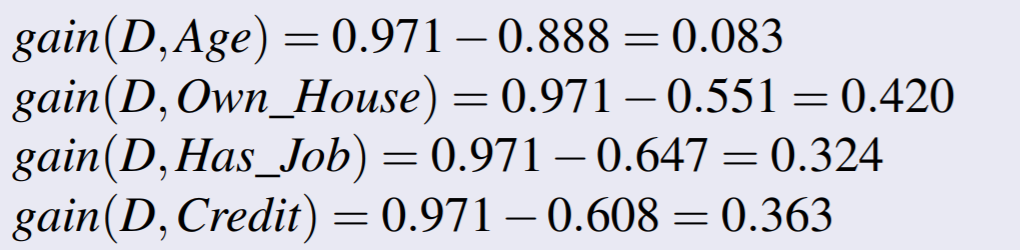 gain(D,Age) = 0.971 − 0.888 = 0.083
gain(D,Own_House) = 0.971 − 0.551 = 0.420
gain(D,Has_Job) = 0.971 − 0.647 = 0.324
gain(D,Credit) = 0.971 − 0.608 = 0.363